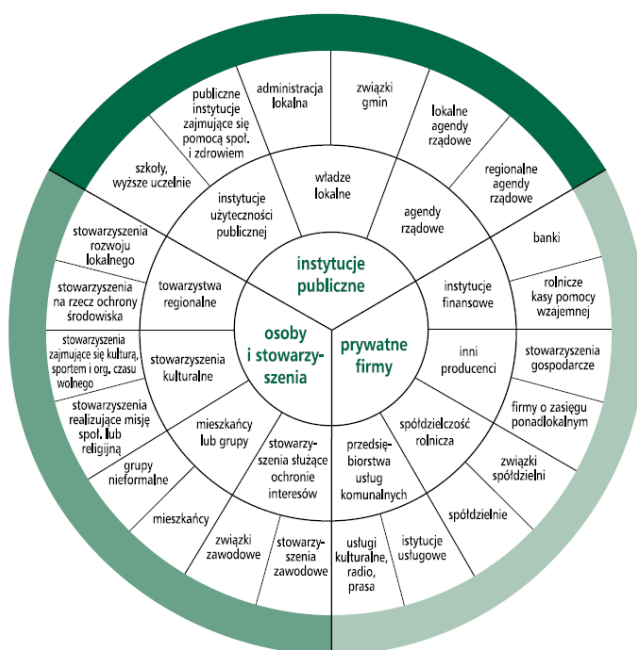 publiczne
instytucje
zajmujące się
pomocą społ.
i zdrowiem
administracja
lokalna
związki
gmin
lokalne
agendy
rządowe
regionalne
agendy
rządowe
szkoły,
wyższe uczelnie
instytucje
użyteczności
publicznej
władze
lokalne
agendy
rządowe
instytucje
publiczne
stowarzyszenia
rozwoju
lokalnego
stowarzyszenia
na rzecz ochrony
środowiska
towarzystwa
regionalne
stowarzyszenia
zajmujące się kulturą,
sportem i org. czasu
wolnego
stowarzyszenia
kulturalne
stowarzyszenia
realizujące misję
społ. lub
religijną
osoby
i stowarzy-
szenia
prywatne
firmy
instytucje
finansowe
banki
rolnicze
kasy pomocy
wzajemnej
inni
producenci
stowarzyszenia
gospodarcze
firmy o zasięgu
ponadlokalnym
mieszkańcy
lub grupy
grupy
nieformalne
mieszkańcy
stowarzy-
szenia służące
ochronie
interesów
związki
zawodowe
stowarzy-
szenia
zawodowe
przedsię-
biorstwa
usług
komunalnych
usługi
kulturalne,
radio,
prasa
istytucje
usługowe
spółdzielczość
rolnicza
związki
spółdzielni
spółdzielnie